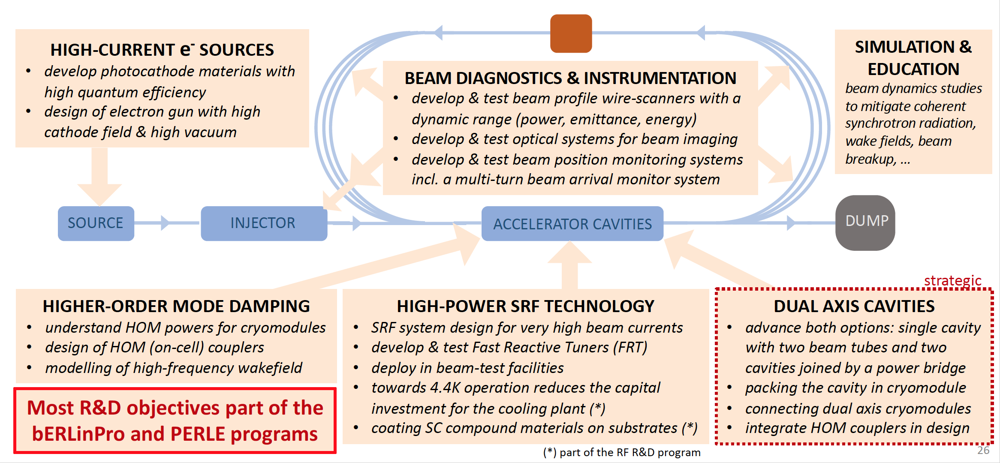 HIGH-CURRENT e⁻ SOURCES
• develop photocathode materials with
high quantum efficiency
• design of electron gun with high
cathode field & high vacuum
BEAM DIAGNOSTICS & INSTRUMENTATION
• develop & test beam profile wire-scanners with a
dynamic range (power, emittance, energy)
• develop & test optical systems for beam imaging
• develop & test beam position monitoring systems
incl. a multi-turn beam arrival monitor system
SIMULATION &
EDUCATION
beam dynamics studies
to mitigate coherent
synchrotron radiation,
wake fields, beam
breakup, ...
SOURCE
INJECTOR
ACCELERATOR CAVITIES
DUMP
HIGHER-ORDER MODE DAMPING
• understand HOM powers for cryomodules
• design of HOM (on-cell) couplers
• modelling of high-frequency wakefield
Most R&D objectives part of the
bERLinPro and PERLE programs
HIGH-POWER SRF TECHNOLOGY
• SRF system design for very high beam currents
• develop & test Fast Reactive Tuners (FRT)
• deploy in beam-test facilities
• towards 4.4K operation reduces the capital
investment for the cooling plant (*)
• coating SC compound materials on substrates (*)
(*) part of the RF R&D program
strategic
DUAL AXIS CAVITIES
• advance both options: single cavity
with two beam tubes and two
cavities joined by a power bridge
• packing the cavity in cryomodule
• connecting dual axis cryomodules
• integrate HOM couplers in design
26